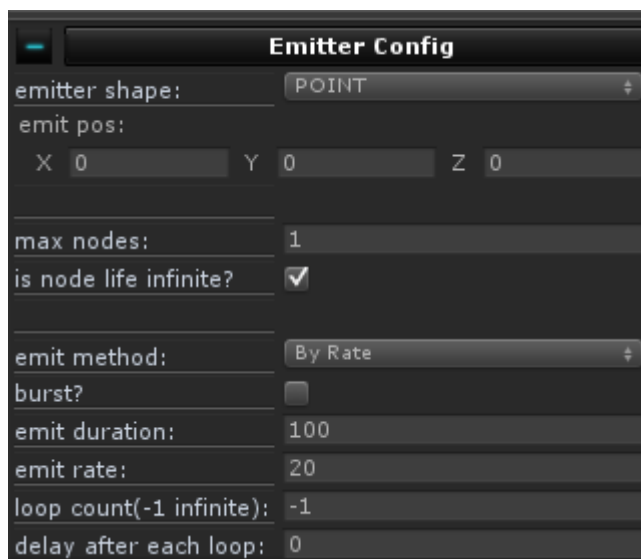 Emitter Config
emitter shape: POINT
emit pos:
X 0 Y 0 Z 0
max nodes: 1
is node life infinite?
emit method: By Rate
burst?
emit duration: 100
emit rate: 20
loop count(-1 infinite): -1
delay after each loop: 0